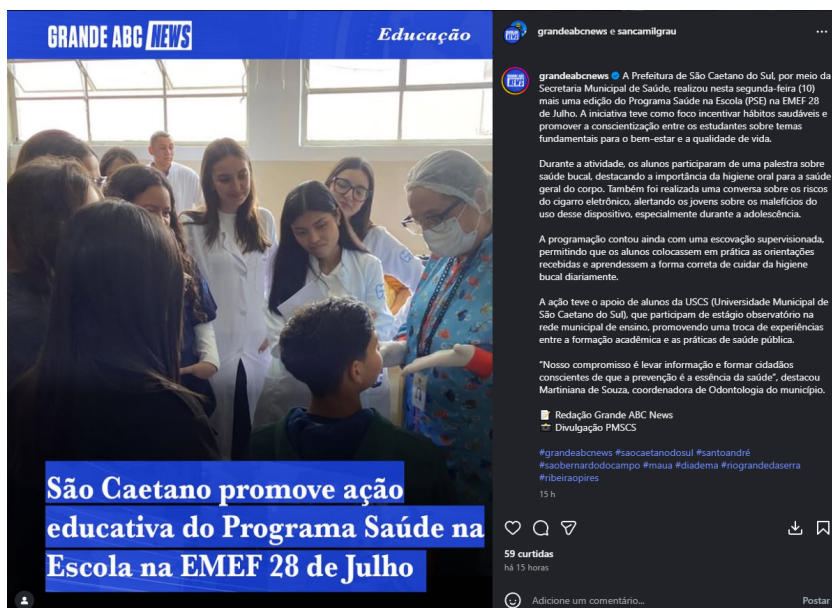 GRANDE ABC NEWS
Educação
São Caetano promove ação
educativa do Programa Saúde na
Escola na EMEF 28 de Julho
grandeabcnews e sancamilgrau
grandeabcnews A Prefeitura de São Caetano do Sul, por meio da
Secretaria Municipal de Saúde, realizou nesta segunda-feira (10)
mais uma edição do Programa Saúde na Escola (PSE) na EMEF 28
de Julho. A iniciativa teve como foco incentivar hábitos saudáveis e
promover a conscientização entre os estudantes sobre temas
fundamentais para o bem-estar e a qualidade de vida.
Durante a atividade, os alunos participaram de uma palestra sobre
saúde bucal, destacando a importância da higiene oral para a saúde
geral do corpo. Também foi realizada uma conversa sobre os riscos
do cigarro eletrônico, alertando os jovens sobre os malefícios do
uso desse dispositivo, especialmente durante a adolescência.
A programação contou ainda com uma escovação supervisionada,
permitindo que os alunos colocassem em prática as orientações
recebidas e aprendessem a forma correta de cuidar da higiene
bucal diariamente.
A ação teve o apoio de alunos da USCS (Universidade Municipal de
São Caetano do Sul), que participam de estágio observatório na
rede municipal de ensino, promovendo uma troca de experiências
entre a formação acadêmica e as práticas de saúde pública.
"Nosso compromisso é levar informação e formar cidadãos
conscientes de que a prevenção é a essência da saúde", destacou
Martiniana de Souza, coordenadora de Odontologia do município.
Redação Grande ABC News
Divulgação PMSCS
#grandeabcnews #saocaetanodosul #santoandré
#saobernardodocampo #maua #diadema #riograndedaserra
#ribeiraopires
15 h
59 curtidas
há 15 horas
Adicione um comentário... Postar